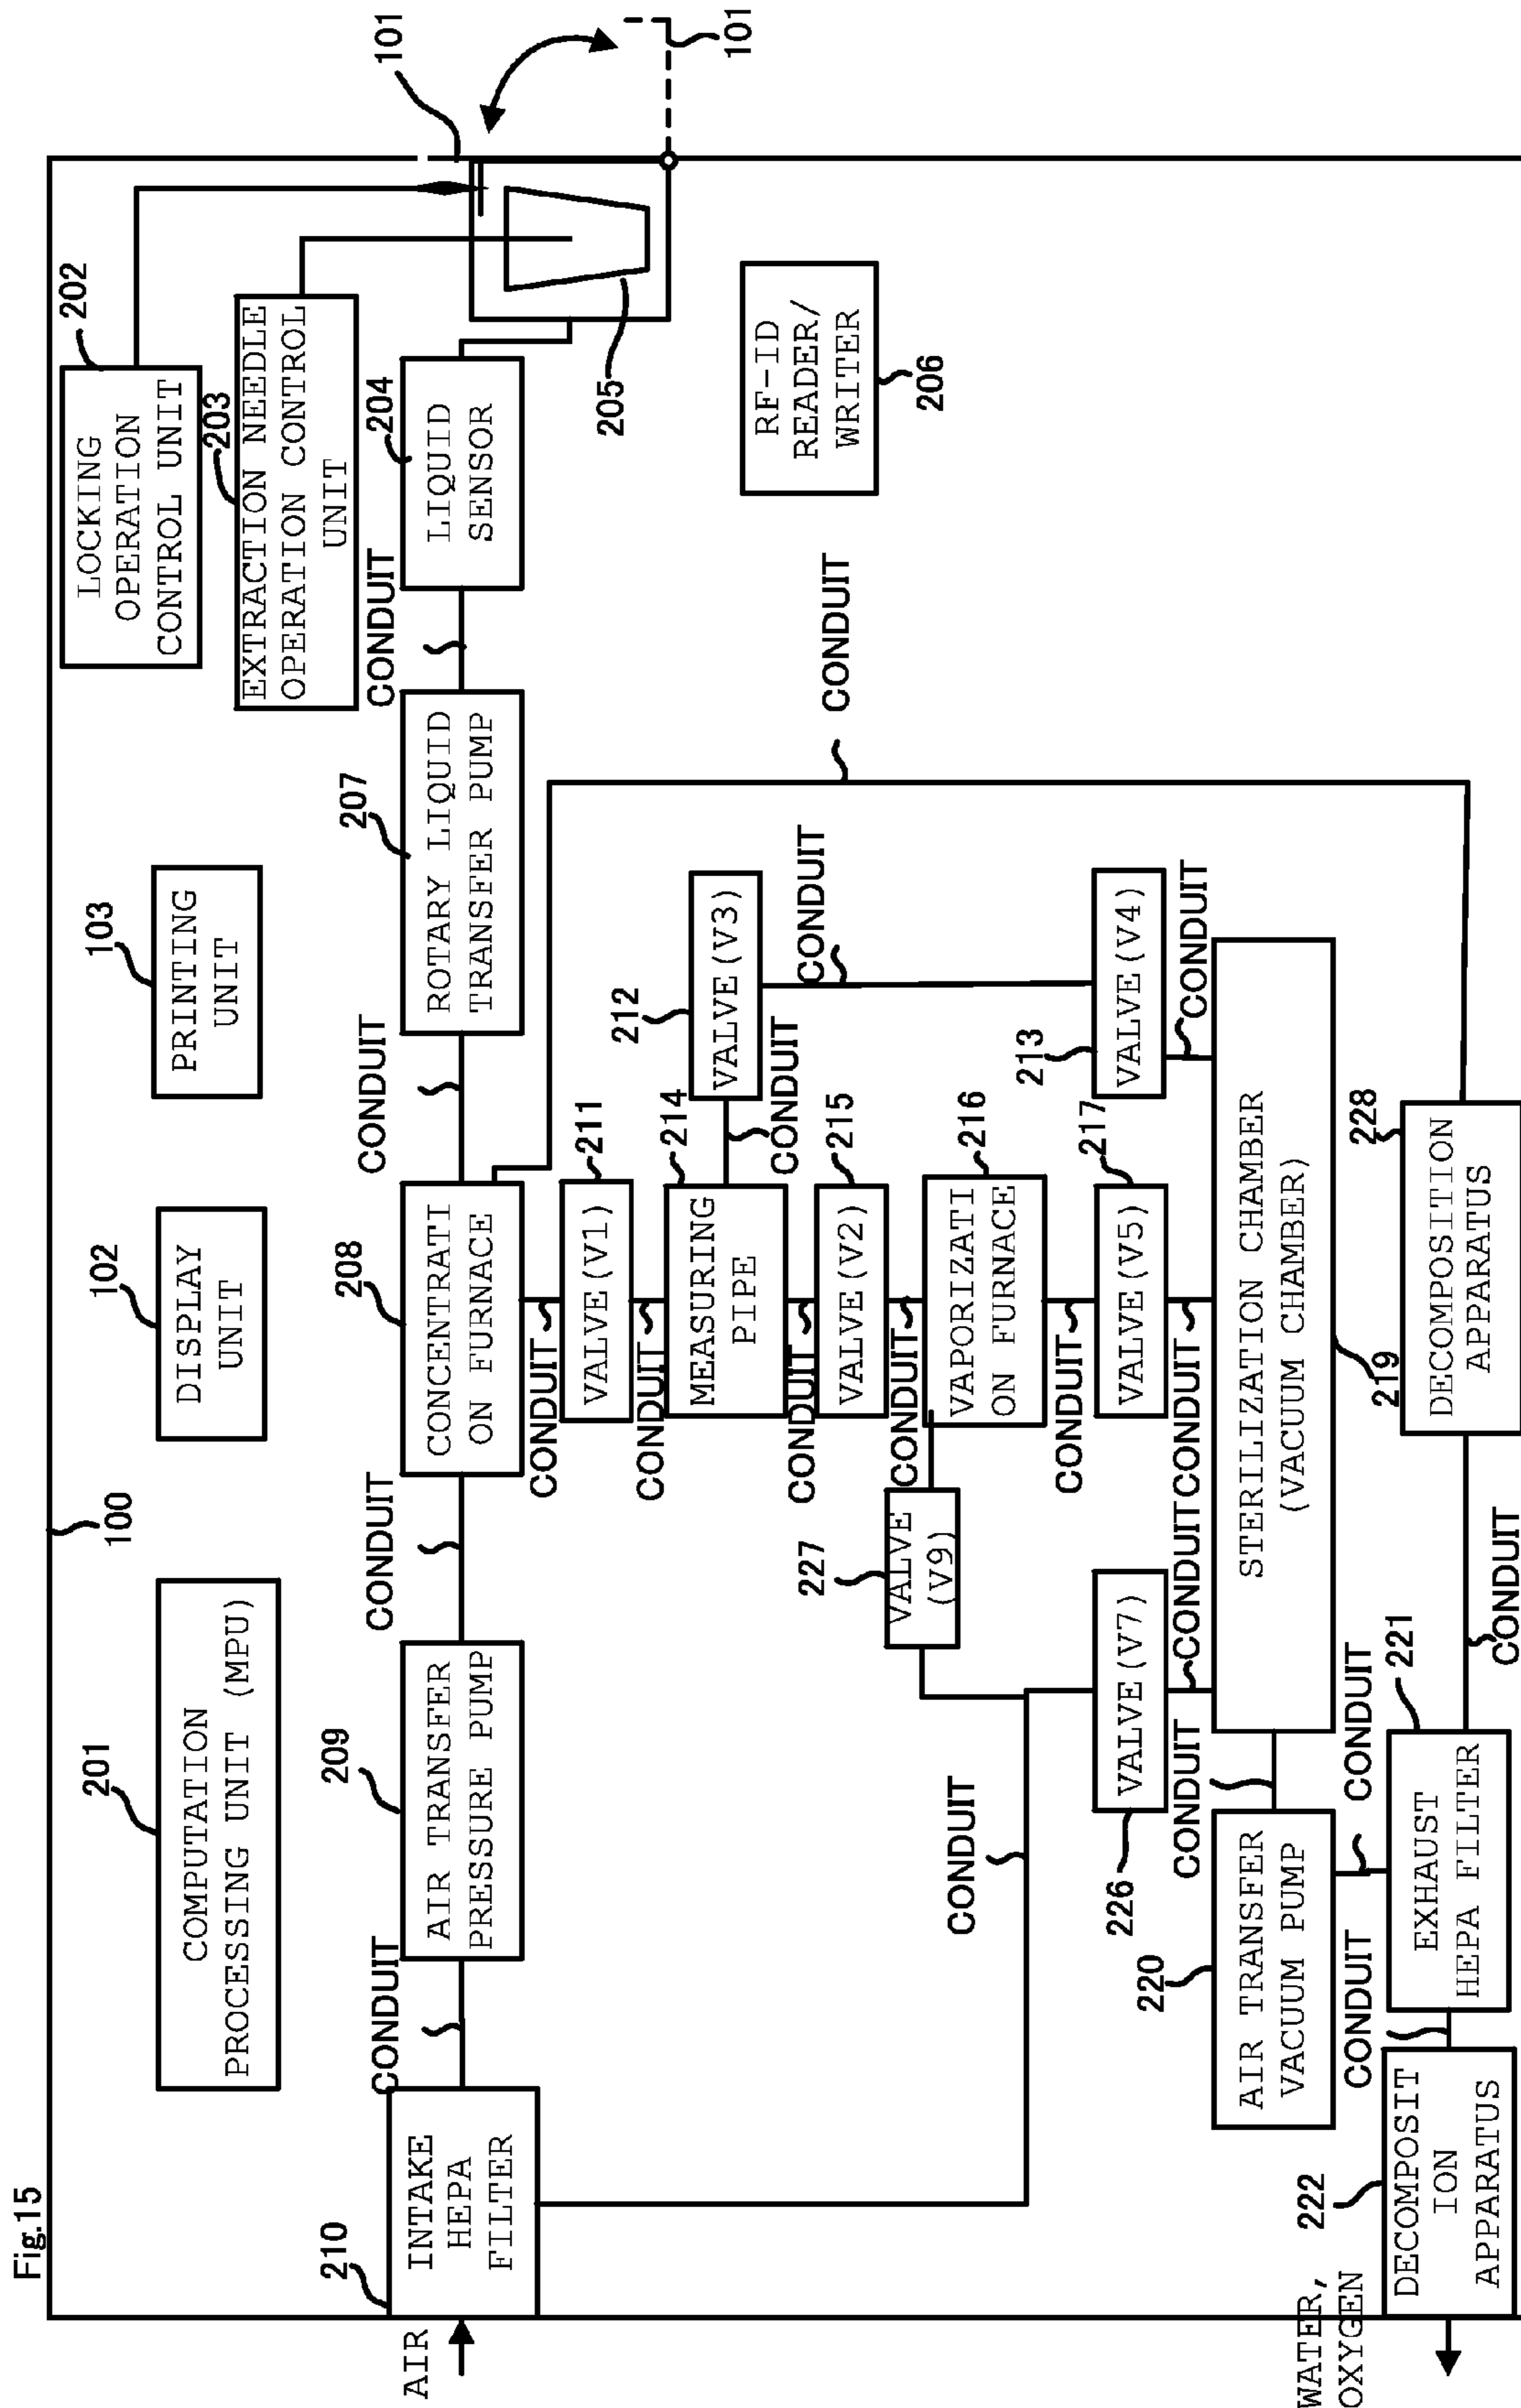 Fig.15
100
101
101
202
LOCKING
OPERATION
CONTROL UNIT
203
EXTRACTION NEEDLE
OPERATION CONTROL
UNIT
103
PRINTING
UNIT
102
DISPLAY
UNIT
201
COMPUTATION
PROCESSING UNIT (MPU)
210
INTAKE
HEPA
FILTER
AIR
CONDUIT
209
AIR TRANSFER
PRESSURE PUMP
CONDUIT
208
CONCENTRATI
ON FURNACE
CONDUIT
207
ROTARY LIQUID
TRANSFER PUMP
CONDUIT
204
LIQUID
SENSOR
205
RF-ID
READER/
WRITER
206
CONDUIT
CONDUIT
211
VALVE(V1)
CONDUIT
214
MEASURING
PIPE
CONDUIT
212
VALVE(V3)
CONDUIT
CONDUIT
215
VALVE(V2)
CONDUIT
216
VAPORIZATI
ON FURNACE
227
VALVE
(V9)
CONDUIT
217
VALVE(V5)
CONDUIT
213
VALVE(V4)
CONDUIT
CONDUIT
226
VALVE(V7)
CONDUIT
219
STERILIZATION CHAMBER
(VACUUM CHAMBER)
220
AIR TRANSFER
VACUUM PUMP
CONDUIT
CONDUIT
221
EXHAUST
HEPA FILTER
CONDUIT
228
DECOMPOSITION
APPARATUS
CONDUIT
222
DECOMPOSIT
ION
APPARATUS
WATER,
OXYGEN